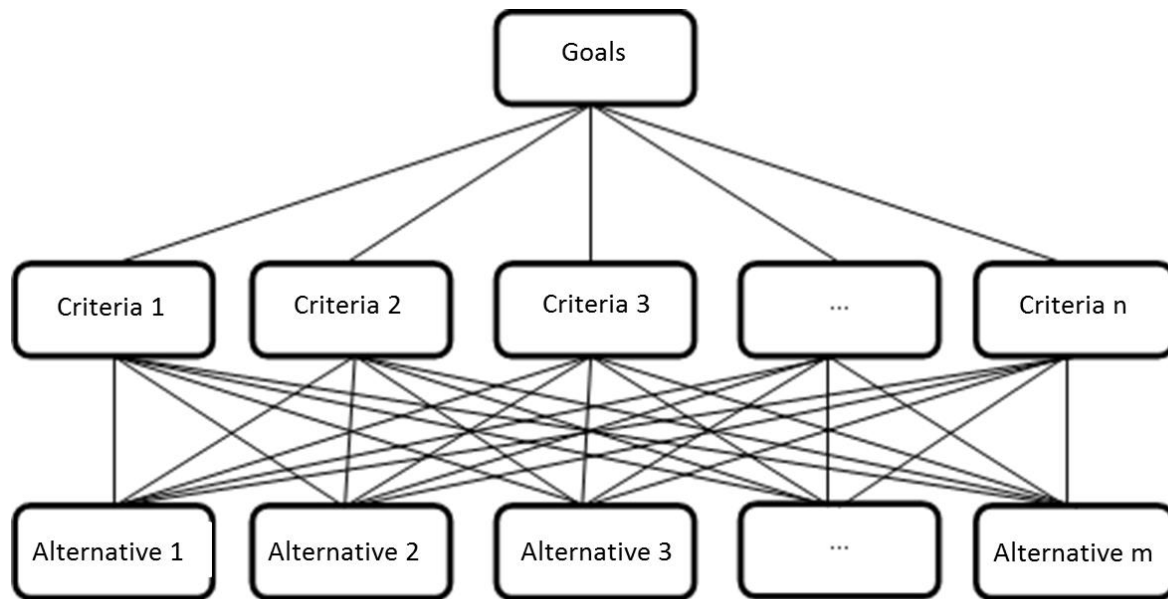 Goals
Criteria 1
Criteria 2
Criteria 3
...
Criteria n
Alternative 1
Alternative 2
Alternative 3
...
Alternative m